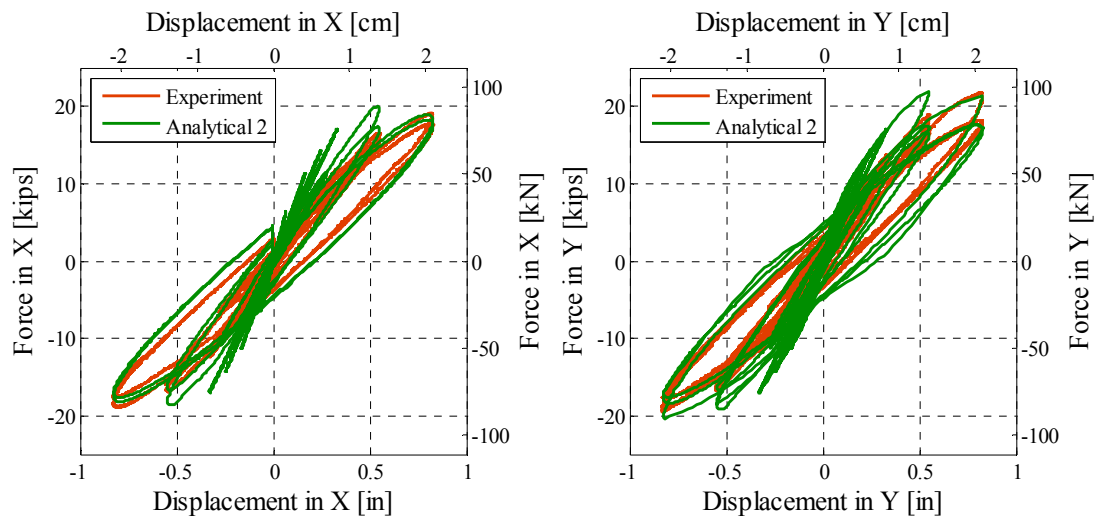 Displacement in X [cm]
-2 -1 0 1 2
Experiment
Analytical 2
20
10
0
-10
-20
Force in X [kips]
100
50
0
-50
-100
Force in X [kN]
-1 -0.5 0 0.5 1
Displacement in X [in]
Displacement in Y [cm]
-2 -1 0 1 2
Experiment
Analytical 2
20
10
0
-10
-20
Force in Y [kips]
100
50
0
-50
-100
Force in Y [kN]
-1 -0.5 0 0.5 1
Displacement in Y [in]